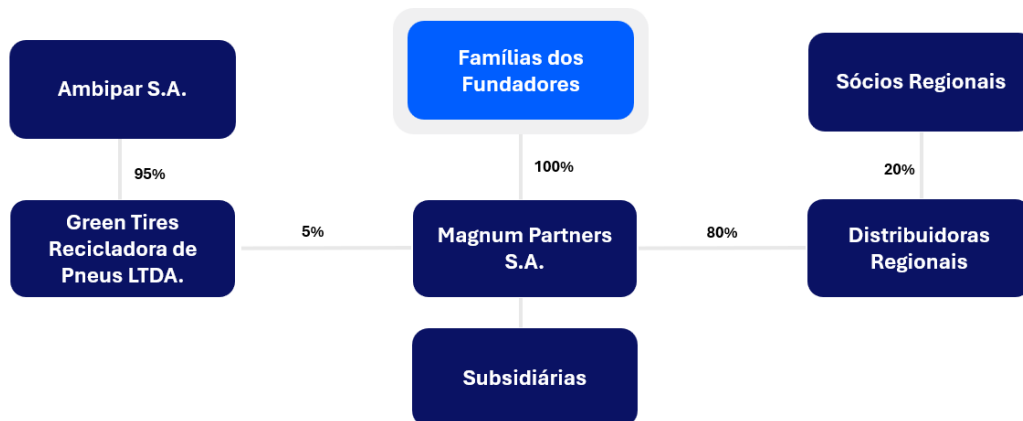 Ambipar S.A.
Famílias dos
Fundadores
Sócios Regionais
95%
100%
20%
Green Tires
Recicladora de
Pneus LTDA.
5%
Magnum Partners
S.A.
80%
Distribuidoras
Regionais
Subsidiárias